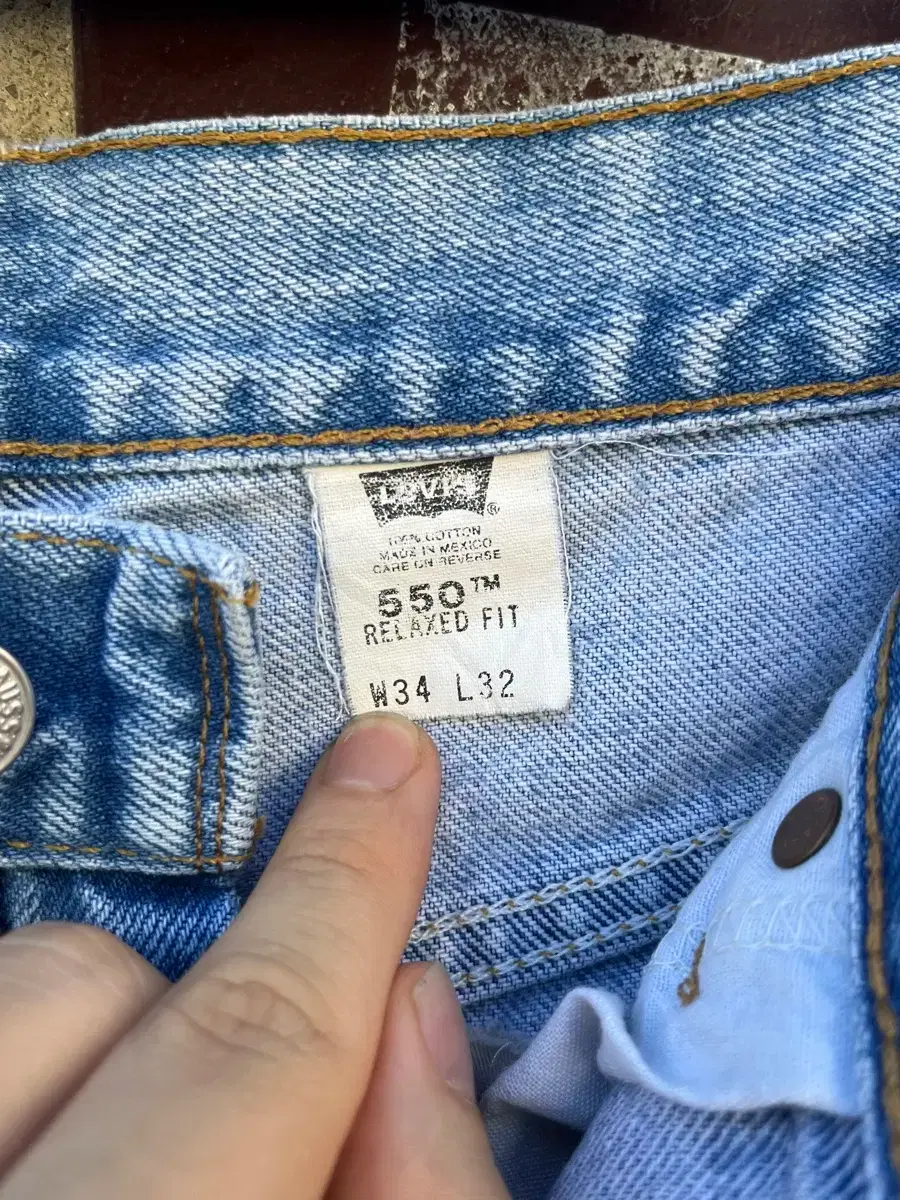 LEVI'S ®
100% COTTON
MADE IN MEXICO
CARE ON REVERSE
550™
RELAXED FIT
W34 L32